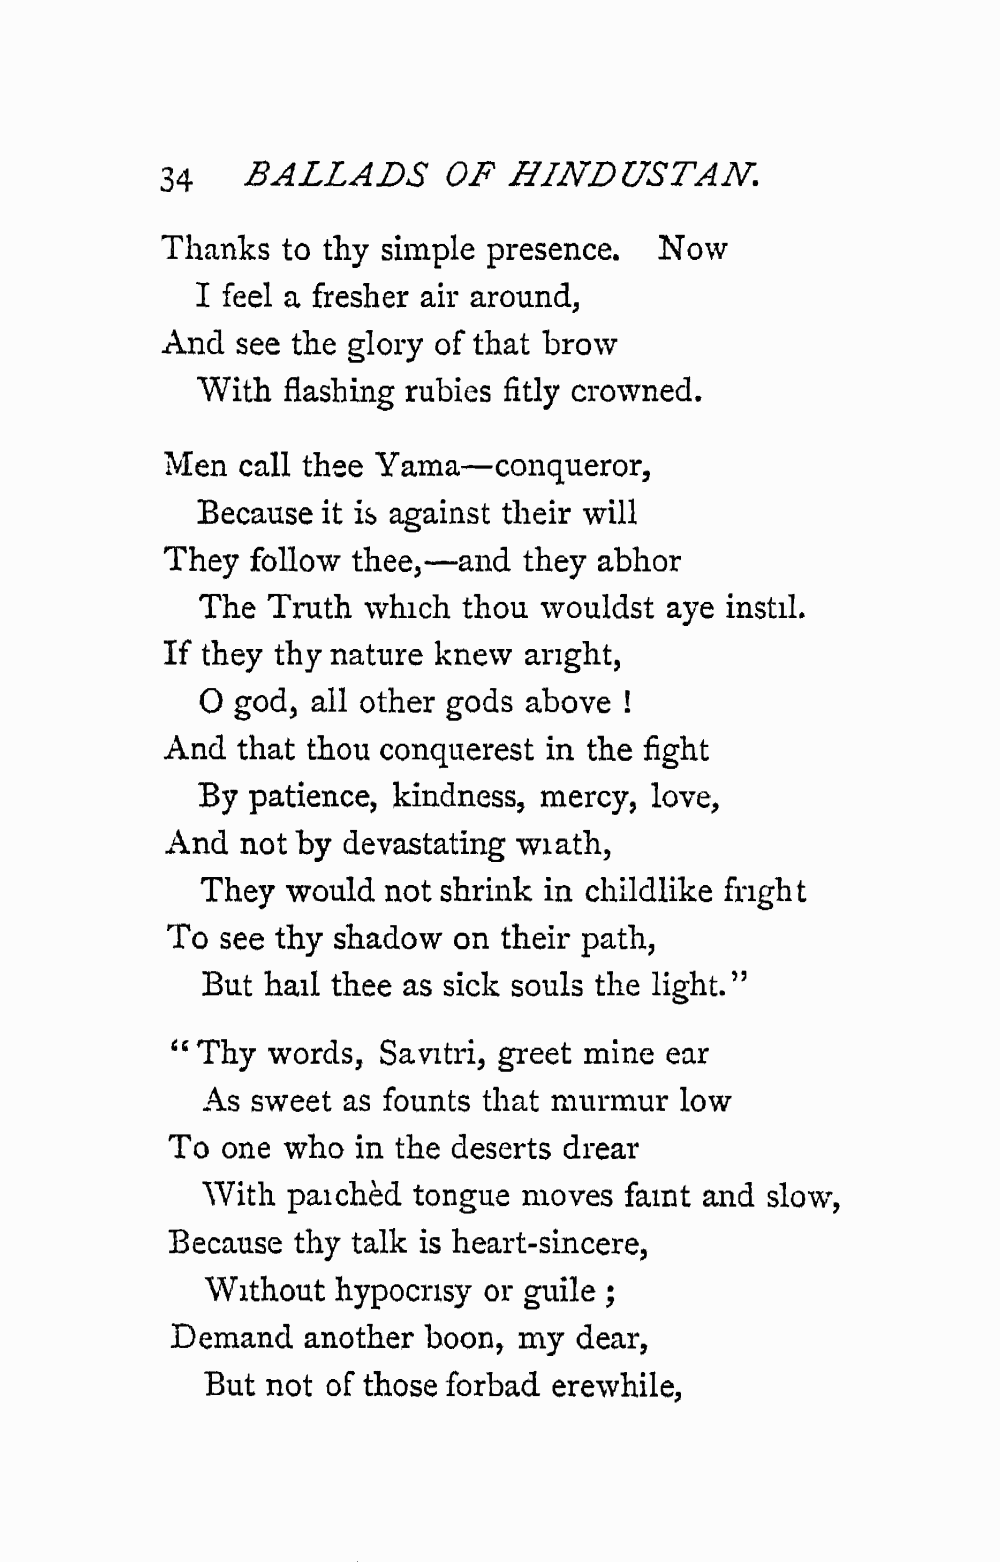 34 BALLADS OF HINDUSTAN.
Thanks to thy simple presence. Now
I feel a fresher air around,
And see the glory of that brow
With flashing rubies fitly crowned.
Men call thee Yama—conqueror,
Because it is against their will
They follow thee,—and they abhor
The Truth which thou wouldst aye instil.
If they thy nature knew aright,
O god, all other gods above !
And that thou conquerest in the fight
By patience, kindness, mercy, love,
And not by devastating wrath,
They would not shrink in childlike fright
To see thy shadow on their path,
But hail thee as sick souls the light."
"Thy words, Savitri, greet mine ear
As sweet as founts that murmur low
To one who in the deserts drear
With parchèd tongue moves faint and slow,
Because thy talk is heart-sincere,
Without hypocrisy or guile ;
Demand another boon, my dear,
But not of those forbad erewhile,